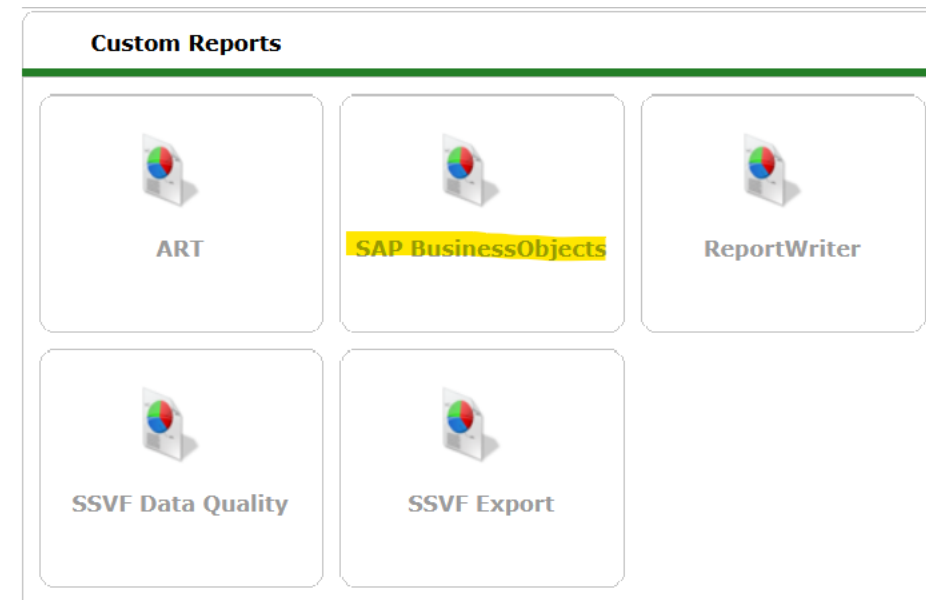 Custom Reports
ART
SAP BusinessObjects
ReportWriter
SSVF Data Quality
SSVF Export